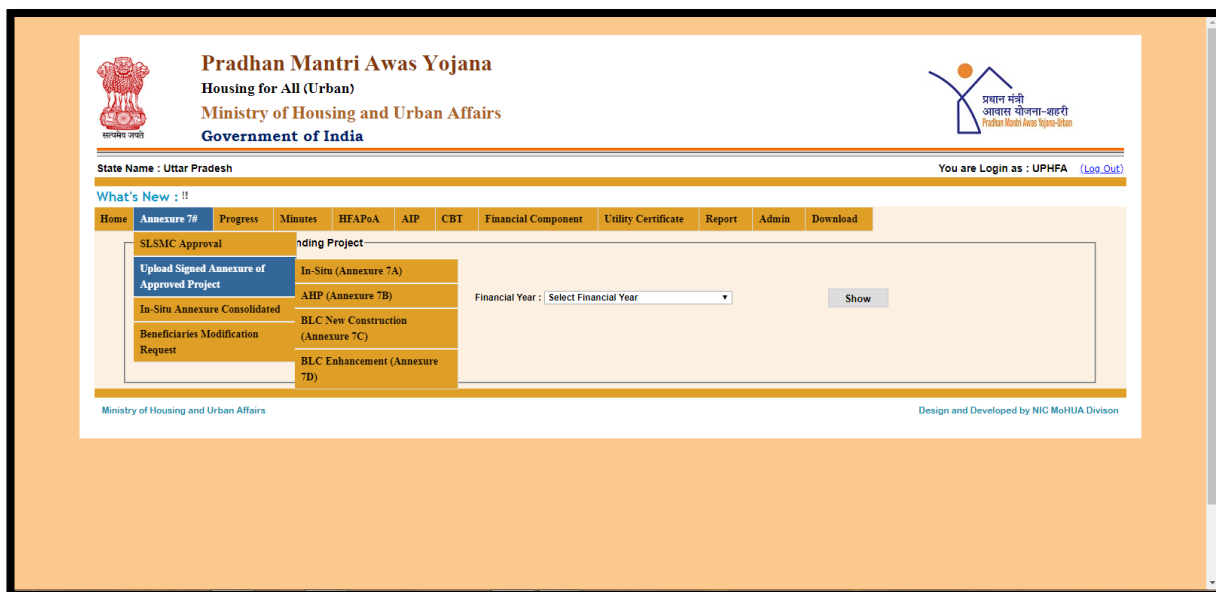 Pradhan Mantri Awas Yojana
Housing for All (Urban)
Ministry of Housing and Urban Affairs
Government of India
सत्यमेव जयते
प्रधान मंत्री
आवास योजना-शहरी
Pradhan Mantri Awas Yojana-Urban
State Name : Uttar Pradesh
You are Login as : UPHFA (Log Out)
What's New : !!
Home Annexure 7# Progress Minutes HFAPoA AIP CBT Financial Component Utility Certificate Report Admin Download
SLSMC Approval
nding Project
Upload Signed Annexure of
Approved Project
In-Situ Annexure Consolidated
Beneficiaries Modification
Request
In-Situ (Annexure 7A)
AHP (Annexure 7B)
BLC New Construction
(Annexure 7C)
BLC Enhancement (Annexure
7D)
Financial Year : Select Financial Year
Show
Ministry of Housing and Urban Affairs
Design and Developed by NIC MoHUA Divison